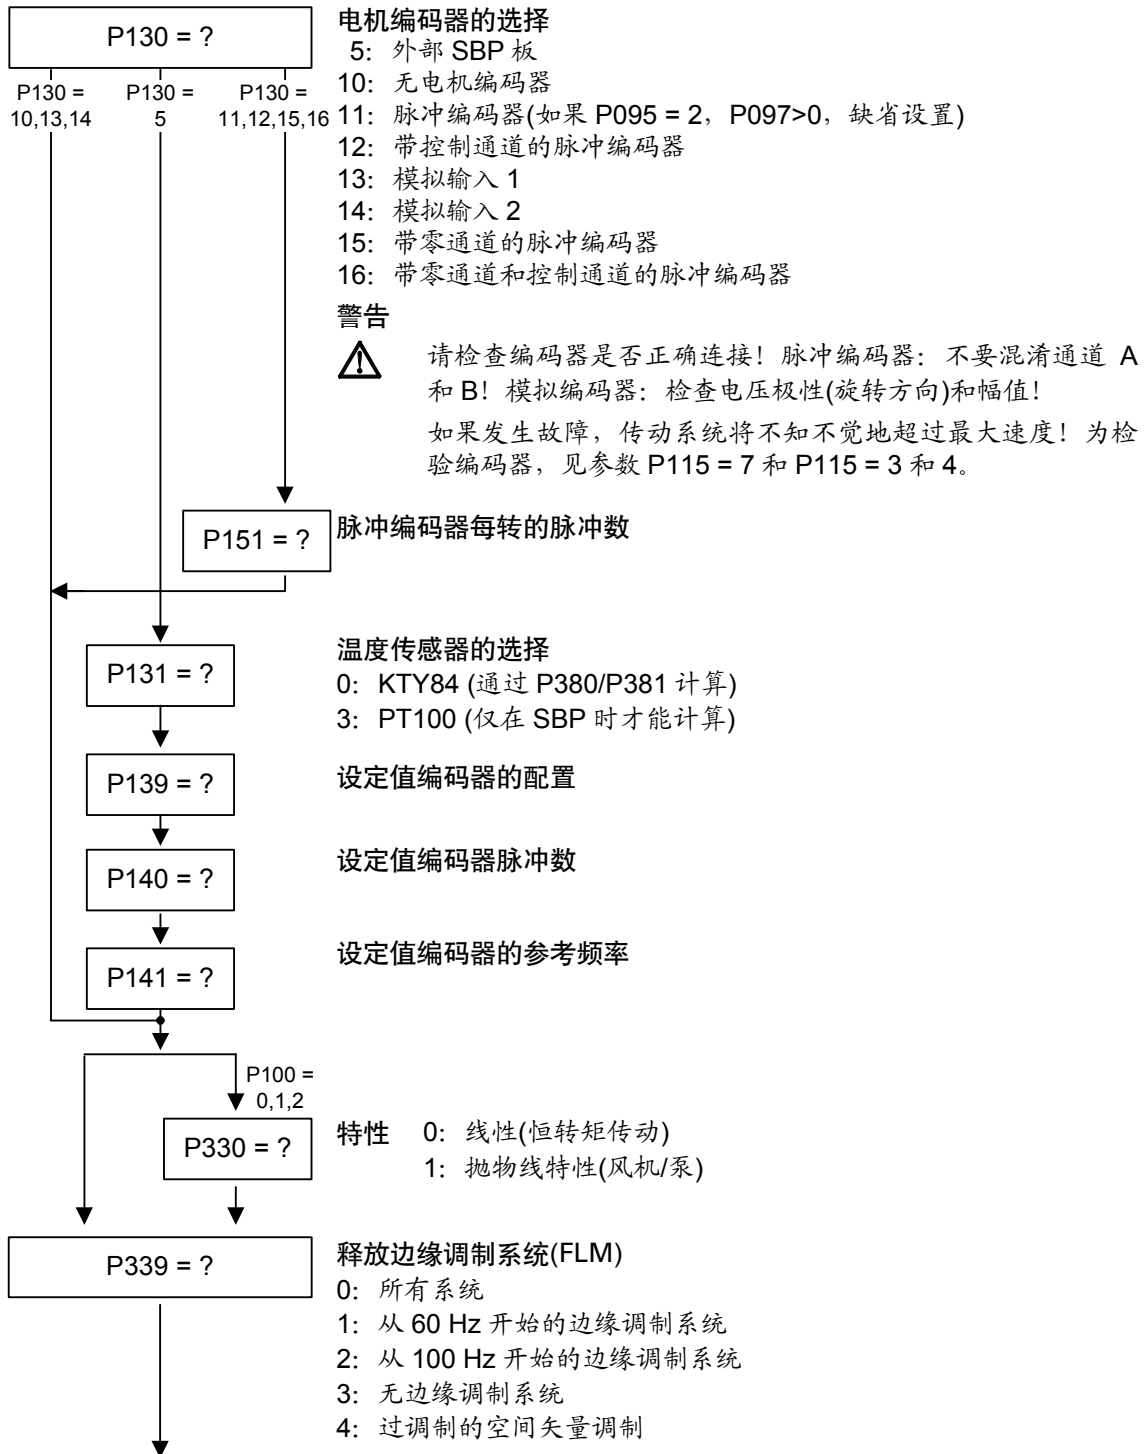 P130 = ?
电机编码器的选择
5：外部 SBP 板
P130 =
10,13,14
P130 =
5
P130 =
11,12,15,16
10：无电机编码器
11：脉冲编码器(如果 P095 = 2，P097>0，缺省设置)
12：带控制通道的脉冲编码器
13：模拟输入 1
14：模拟输入 2
15：带零通道的脉冲编码器
16：带零通道和控制通道的脉冲编码器
警告
请检查编码器是否正确连接！脉冲编码器：不要混淆通道 A
和 B！模拟编码器：检查电压极性(旋转方向)和幅值！
如果发生故障，传动系统将不知不觉地超过最大速度！为检
验编码器，见参数 P115 = 7 和 P115 = 3 和 4。
P151 = ?
脉冲编码器每转的脉冲数
P131 = ?
温度传感器的选择
0：KTY84 (通过 P380/P381 计算)
3：PT100 (仅在 SBP 时才能计算)
P139 = ?
设定值编码器的配置
P140 = ?
设定值编码器脉冲数
P141 = ?
设定值编码器的参考频率
P100 =
0,1,2
P330 = ?
特性 0：线性(恒转矩传动)
1：抛物线特性(风机/泵)
P339 = ?
释放边缘调制系统(FLM)
0：所有系统
1：从 60 Hz 开始的边缘调制系统
2：从 100 Hz 开始的边缘调制系统
3：无边缘调制系统
4：过调制的空间矢量调制